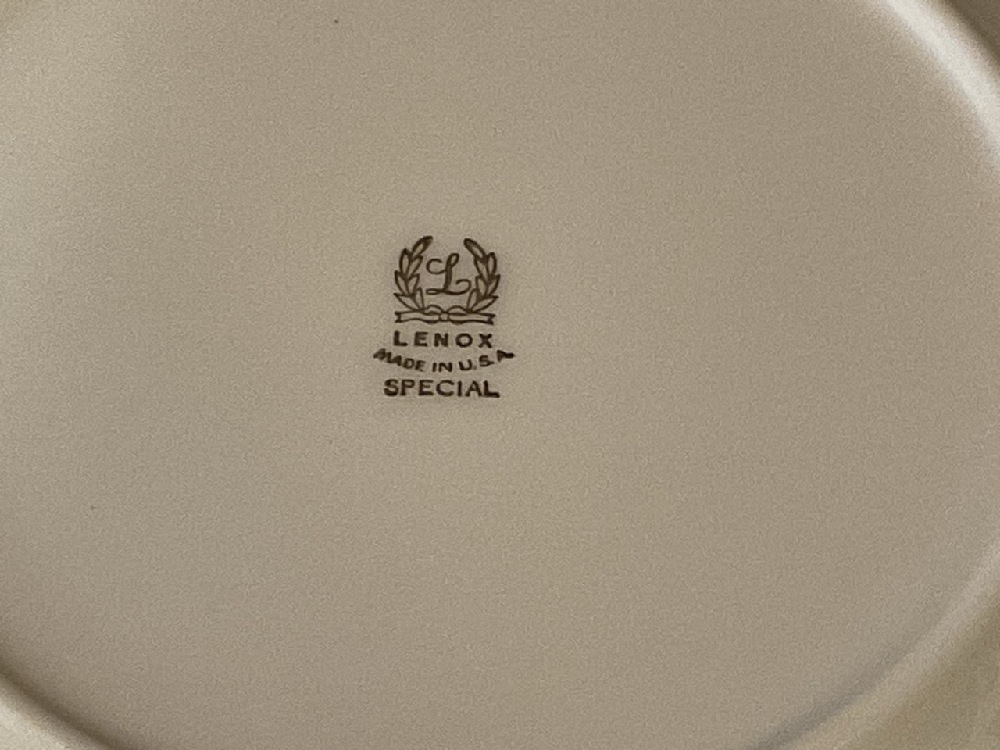 L
LENOX
MADE IN U.S.A
SPECIAL